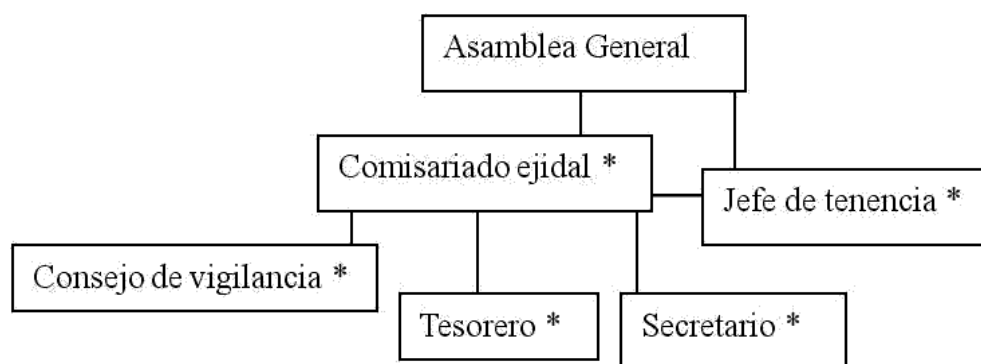 Asamblea General
Comisariado ejidal *
Jefe de tenencia *
Consejo de vigilancia *
Tesorero *
Secretario *